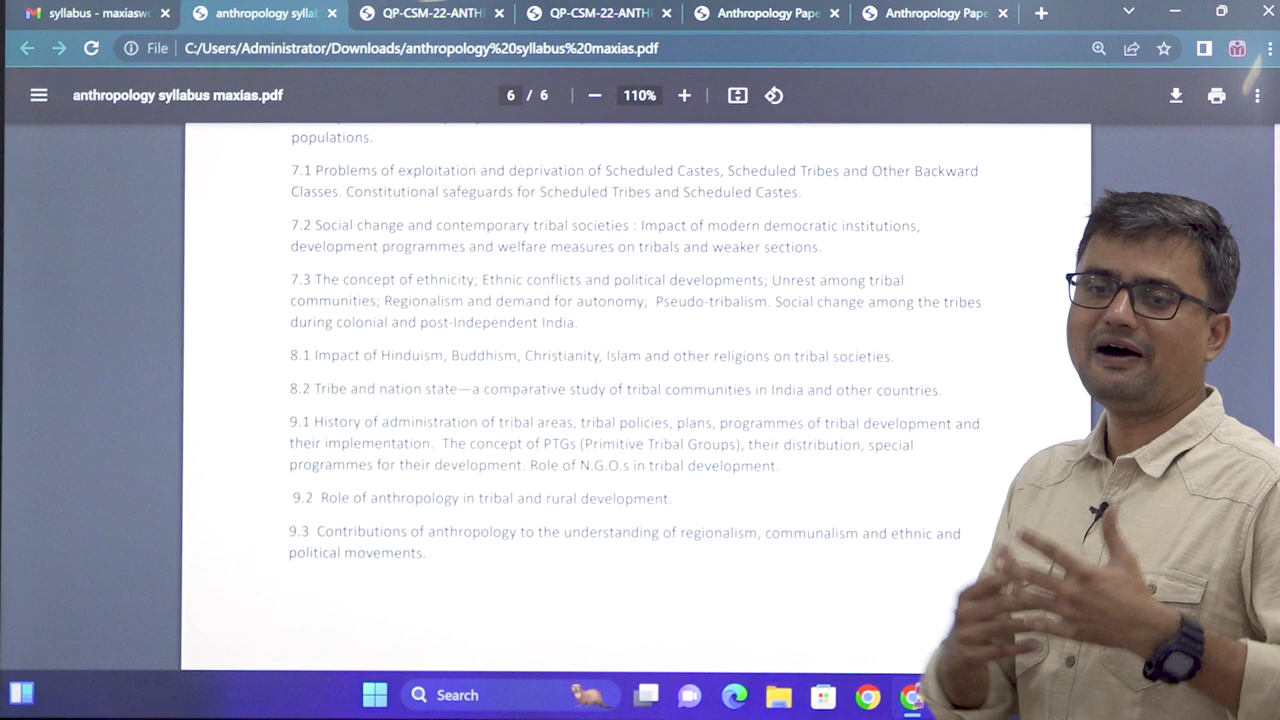 syllabus - maxiasw
anthropology syllab
QP-CSM-22-ANTH
QP-CSM-22-ANTH
Anthropology Pape
Anthropology Pape
File
C:/Users/Administrator/Downloads/anthropology%20syllabus%20maxias.pdf
anthropology syllabus maxias.pdf
6 / 6
110%
populations.
7.1 Problems of exploitation and deprivation of Scheduled Castes, Scheduled Tribes and Other Backward
Classes. Constitutional safeguards for Scheduled Tribes and Scheduled Castes.
7.2 Social change and contemporary tribal societies : Impact of modern democratic institutions,
development programmes and welfare measures on tribals and weaker sections.
7.3 The concept of ethnicity; Ethnic conflicts and political developments; Unrest among tribal
communities; Regionalism and demand for autonomy; Pseudo-tribalism. Social change among the tribes
during colonial and post-Independent India.
8.1 Impact of Hinduism, Buddhism, Christianity, Islam and other religions on tribal societies.
8.2 Tribe and nation state—a comparative study of tribal communities in India and other countries.
9.1 History of administration of tribal areas, tribal policies, plans, programmes of tribal development and
their implementation. The concept of PTGs (Primitive Tribal Groups), their distribution, special
programmes for their development. Role of N.G.O.s in tribal development.
9.2 Role of anthropology in tribal and rural development.
9.3 Contributions of anthropology to the understanding of regionalism, communalism and ethnic and
political movements.
Search